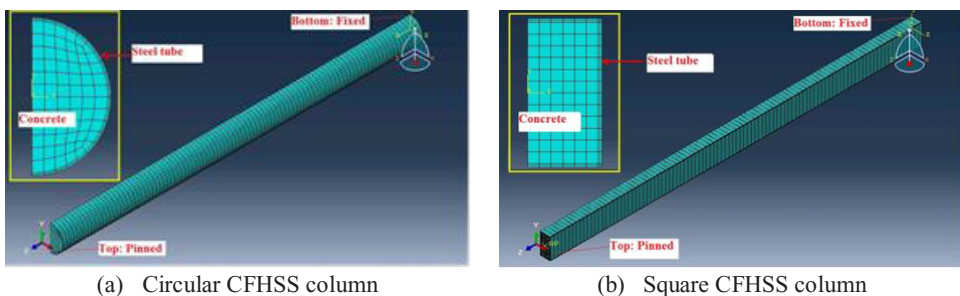 Bottom: Fixed
Steel tube
Concrete
Top: Pinned
(a) Circular CFHSS column
Bottom: Fixed
Steel tube
Concrete
RP
Top: Pinned
(b) Square CFHSS column